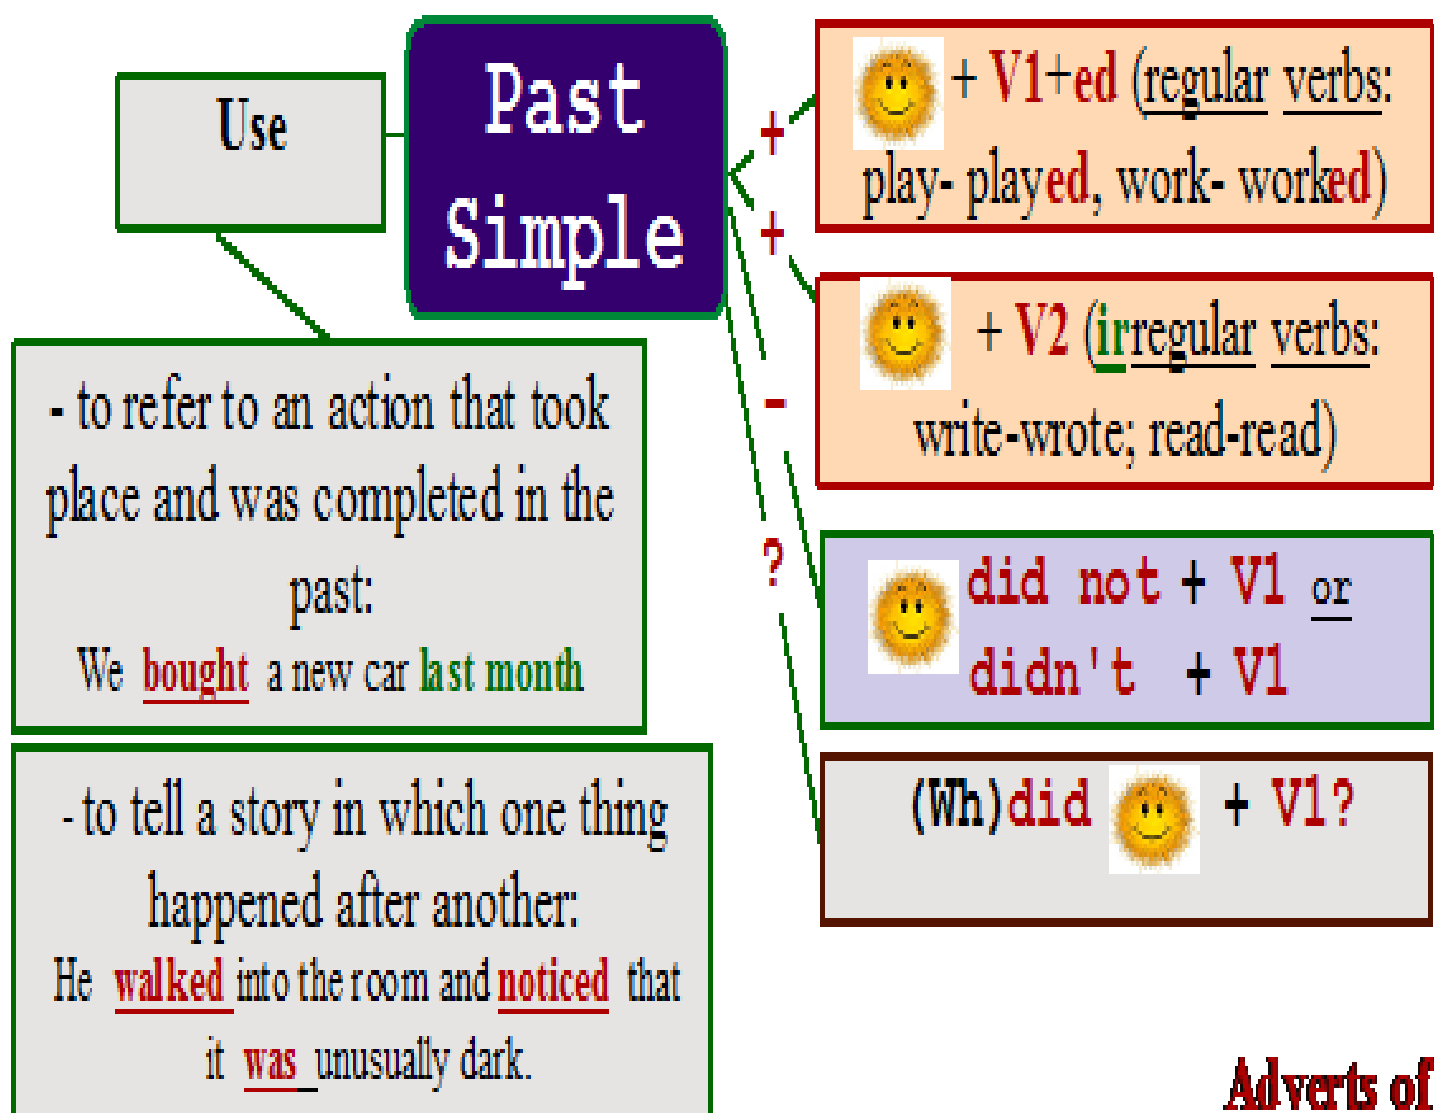 Past
Simple
Use
- to refer to an action that took
place and was completed in the
past:
We bought a new car last month
- to tell a story in which one thing
happened after another:
He walked into the room and noticed that
it was unusually dark.
+
+ V1+ed (regular verbs:
play- played, work- worked)
+
+ V2 (irregular verbs:
write-wrote; read-read)
-
did not + V1 or
didn't + V1
?
(Wh)did + V1?
Adverts of